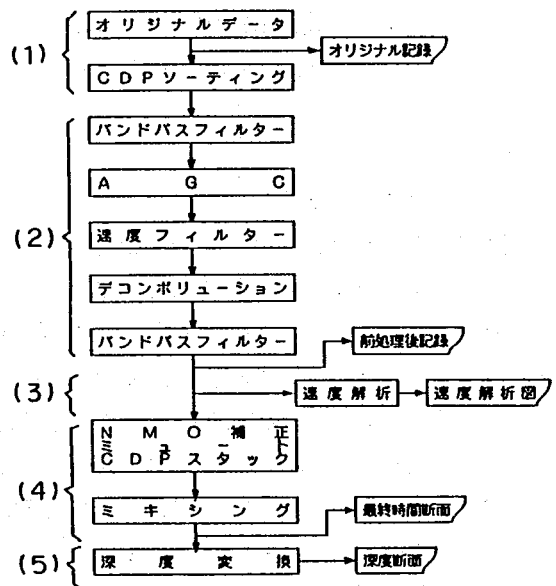 オリジナルデータ
(1)
オリジナル記録
CDPソーティング
バンドパスフィルター
AGC
(2)
速度フィルター
デコンボリューション
バンドパスフィルター
前処理後記録
(3)
速度解析
速度解析図
NMO補正
ミュート
CDPスタック
(4)
ミキシング
最終時間断面
(5)
深度変換
深度断面